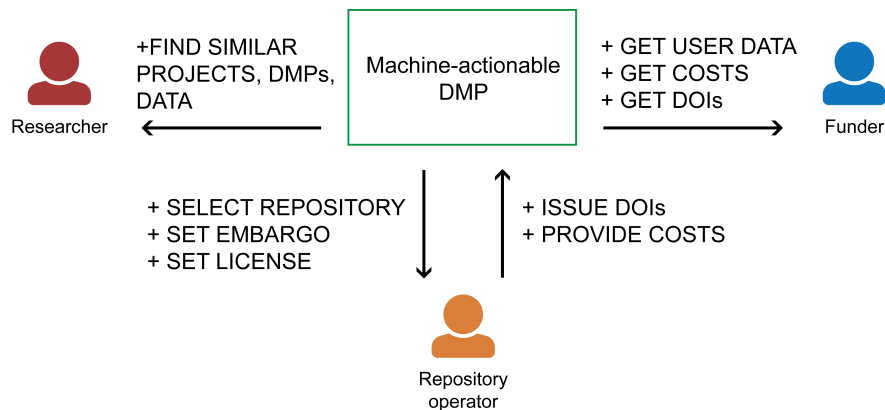 +FIND SIMILAR
PROJECTS, DMPs,
DATA
Researcher
Machine-actionable
DMP
+ GET USER DATA
+ GET COSTS
+ GET DOIs
Funder
+ SELECT REPOSITORY
+ SET EMBARGO
+ SET LICENSE
+ ISSUE DOIs
+ PROVIDE COSTS
Repository
operator